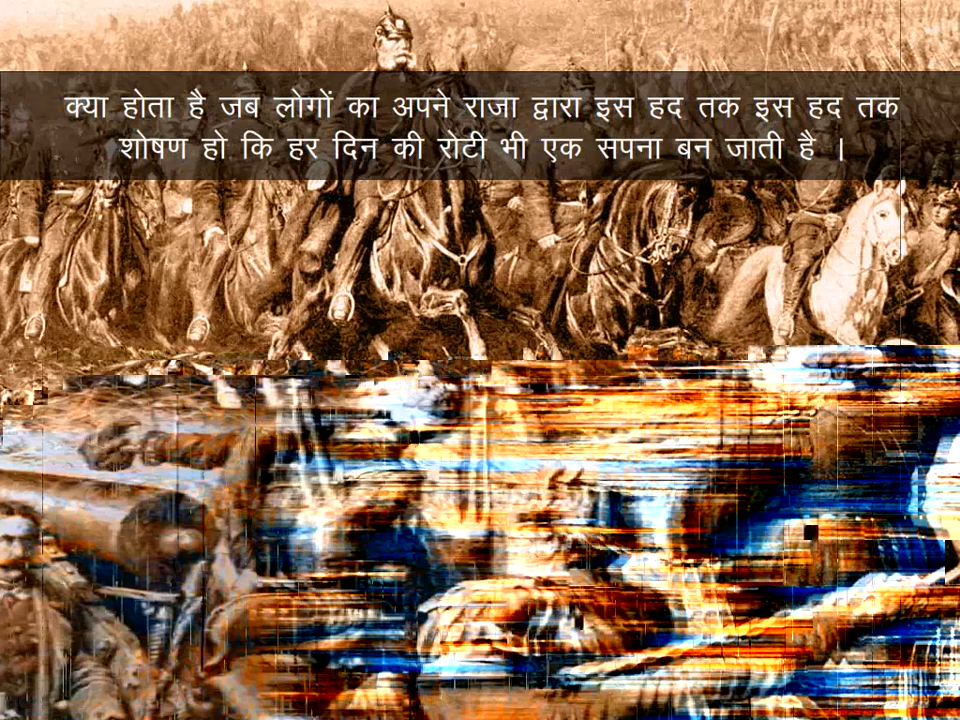 क्या होता है जब लोगों का अपने राजा द्वारा इस हद तक इस हद तक
शोषण हो कि हर दिन की रोटी भी एक सपना बन जाती है ।